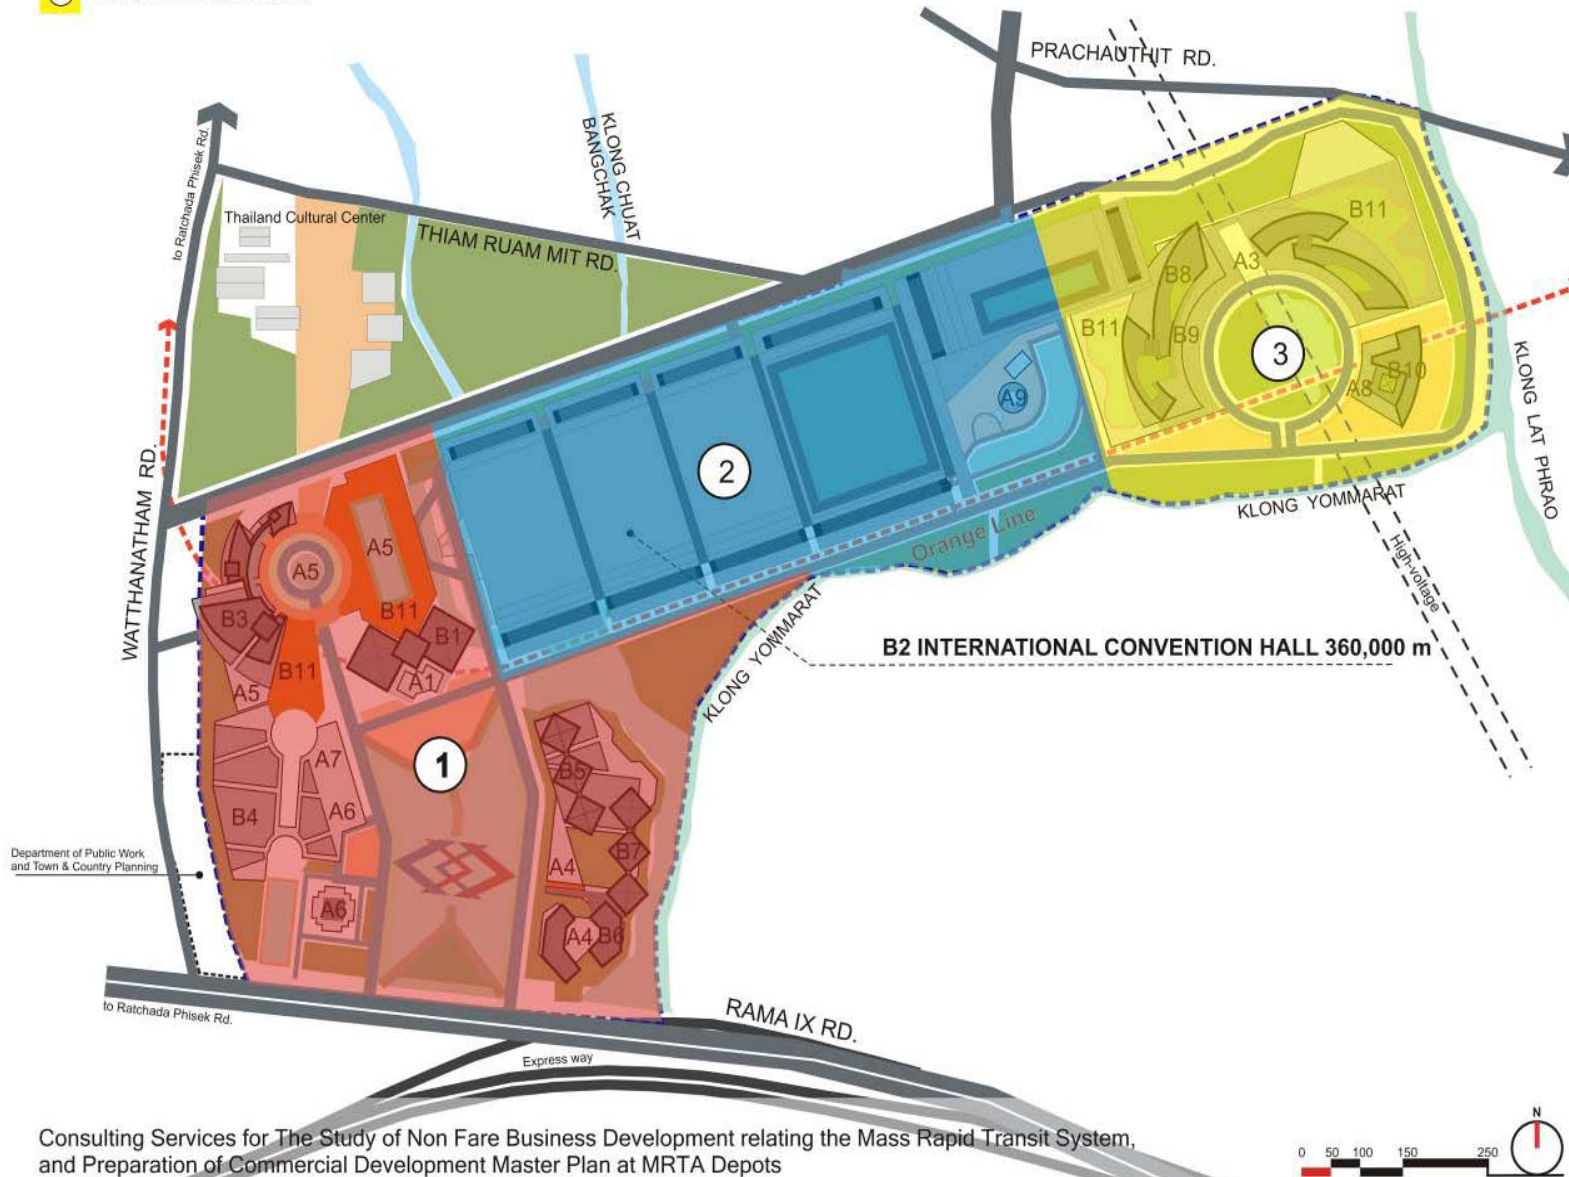 PRACHAUTHIT RD.
to Ratchada Phisek Rd.
KLONG CHUAT
BANGCHAK
Thailand Cultural Center
THIAM RUAM MIT RD.
B11
B8
A3
B11
B9
3
A8
B10
A9
KLONG LAT PHRAO
WATTHANATHAM RD.
2
KLONG YOMMARAT
Orange Line
High-voltage
A5
A5
B3
B11
B1
B11
A1
A5
KLONG YOMMARAT
B2 INTERNATIONAL CONVENTION HALL 360,000 m
1
A7
B5
B4
A6
B7
A4
Department of Public Work
and Town & Country Planning
A6
A4
B6
to Ratchada Phisek Rd.
RAMA IX RD.
Express way
Consulting Services for The Study of Non Fare Business Development relating the Mass Rapid Transit System,
and Preparation of Commercial Development Master Plan at MRTA Depots
N
0 50 100 150 250